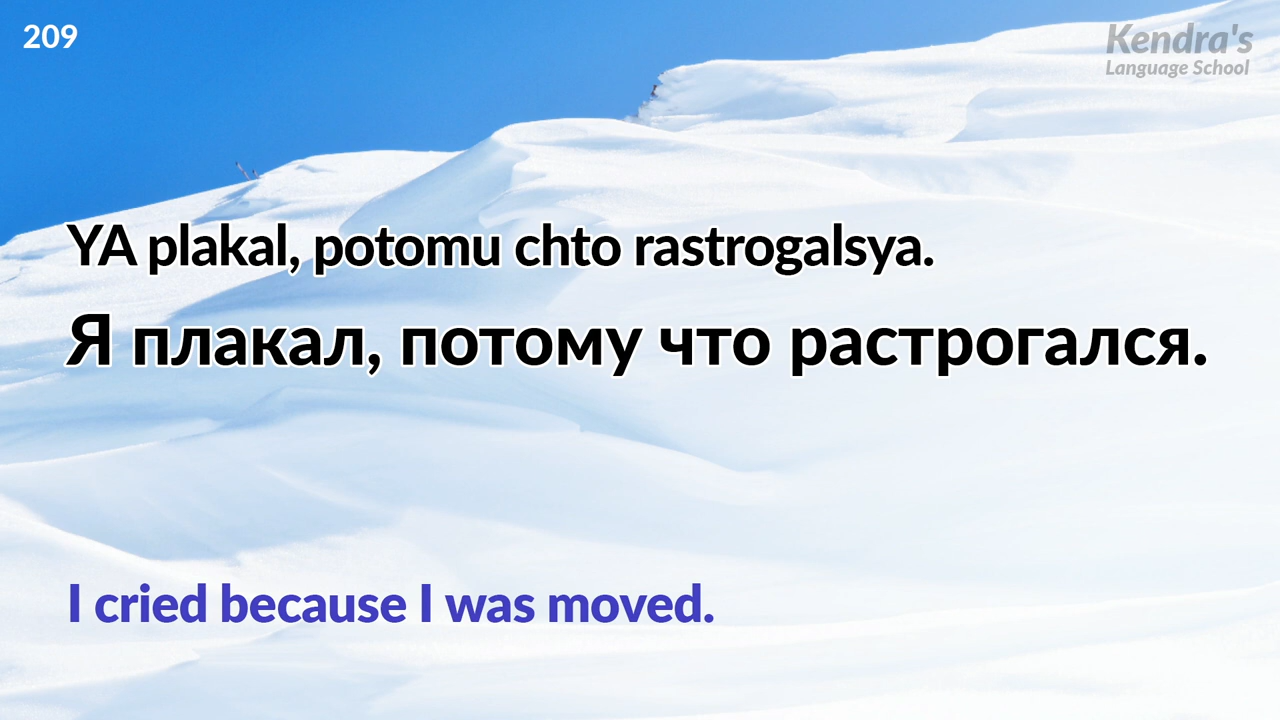 209
Kendra's
Language School
YA plakal, potomu chto rastrogalsya.
Я плакал, потому что растрогался.
I cried because I was moved.